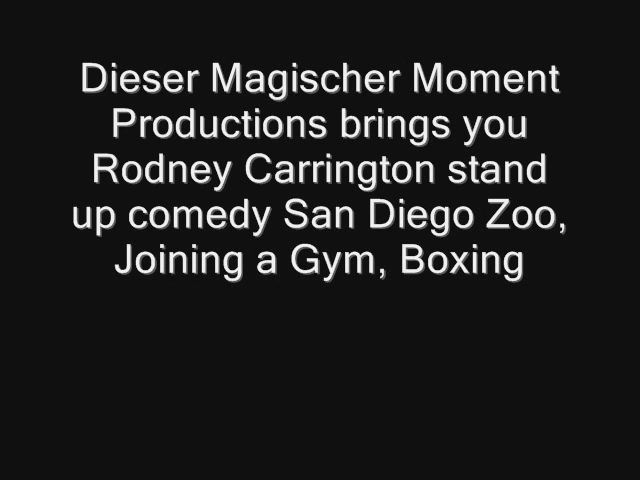 Dieser Magischer Moment
Productions brings you
Rodney Carrington stand
up comedy San Diego Zoo,
Joining a Gym, Boxing